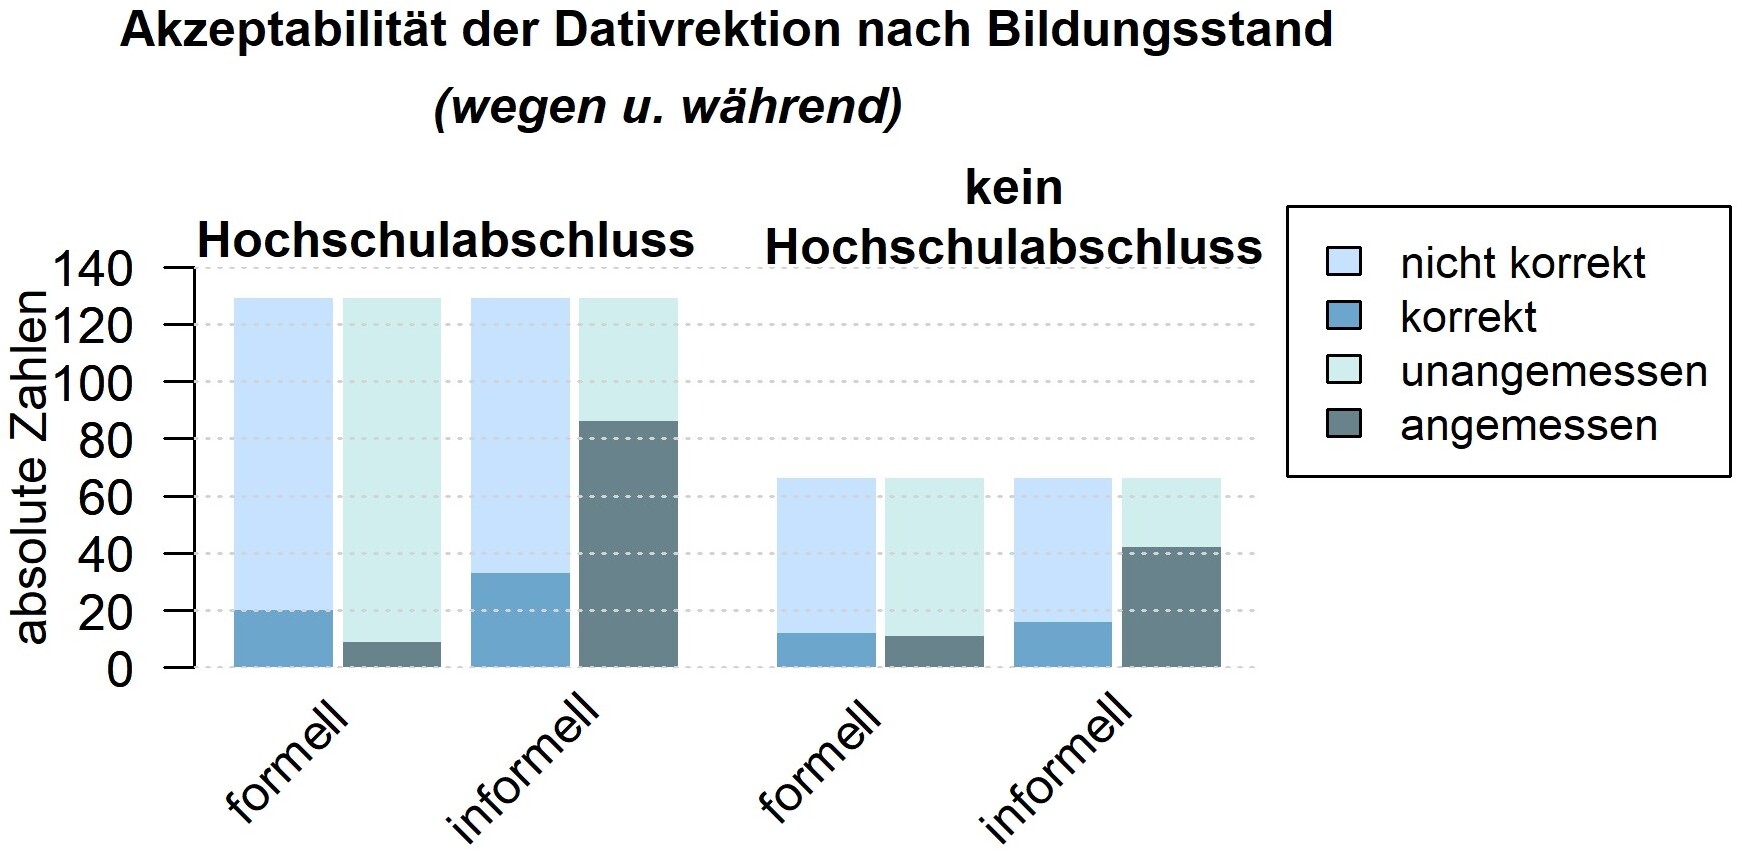 Akzeptabilität der Dativrektion nach Bildungsstand
(wegen u. während)
Hochschulabschluss
kein
Hochschulabschluss
absolute Zahlen
140
120
100
80
60
40
20
0
formell
informell
formell
informell
nicht korrekt
korrekt
unangemessen
angemessen